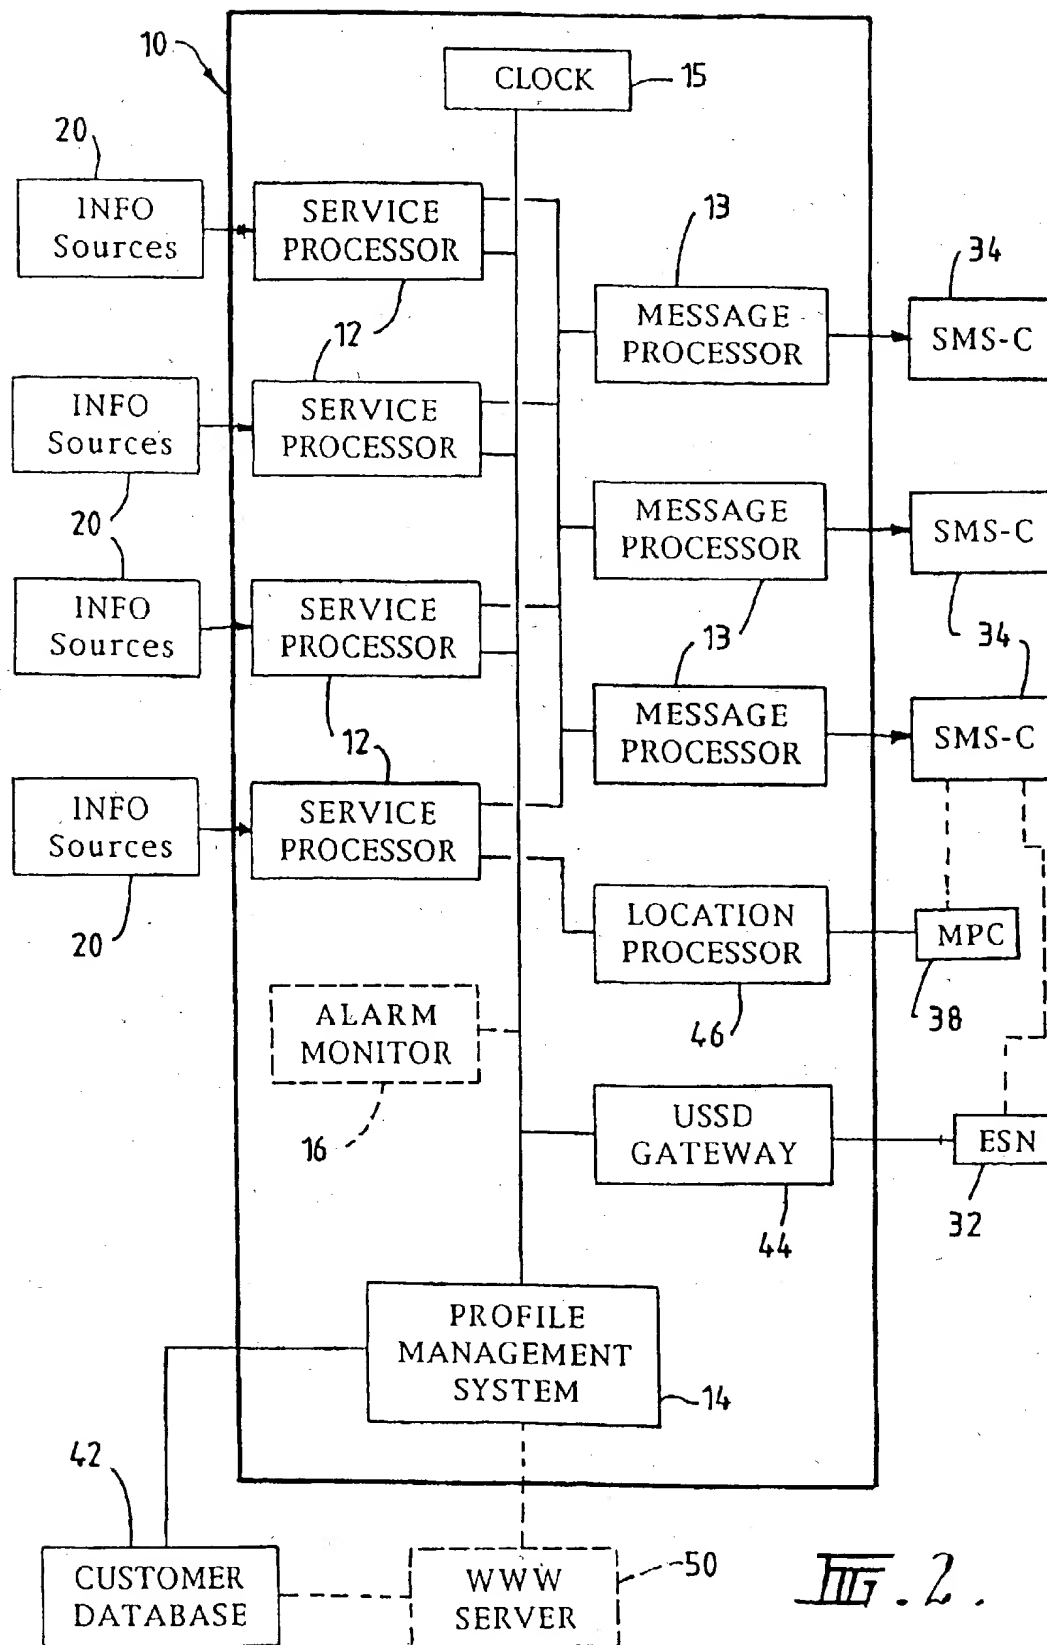 10
CLOCK
15
20
INFO
Sources
SERVICE
PROCESSOR
13
34
MESSAGE
PROCESSOR
SMS-C
12
INFO
Sources
SERVICE
PROCESSOR
20
MESSAGE
PROCESSOR
SMS-C
INFO
Sources
SERVICE
PROCESSOR
13
34
MESSAGE
PROCESSOR
SMS-C
12
INFO
Sources
SERVICE
PROCESSOR
20
LOCATION
PROCESSOR
MPC
38
46
ALARM
MONITOR
16
USSD
GATEWAY
ESN
32
44
PROFILE
MANAGEMENT
SYSTEM
14
42
CUSTOMER
DATABASE
WWW
SERVER
50
FIG. 2.